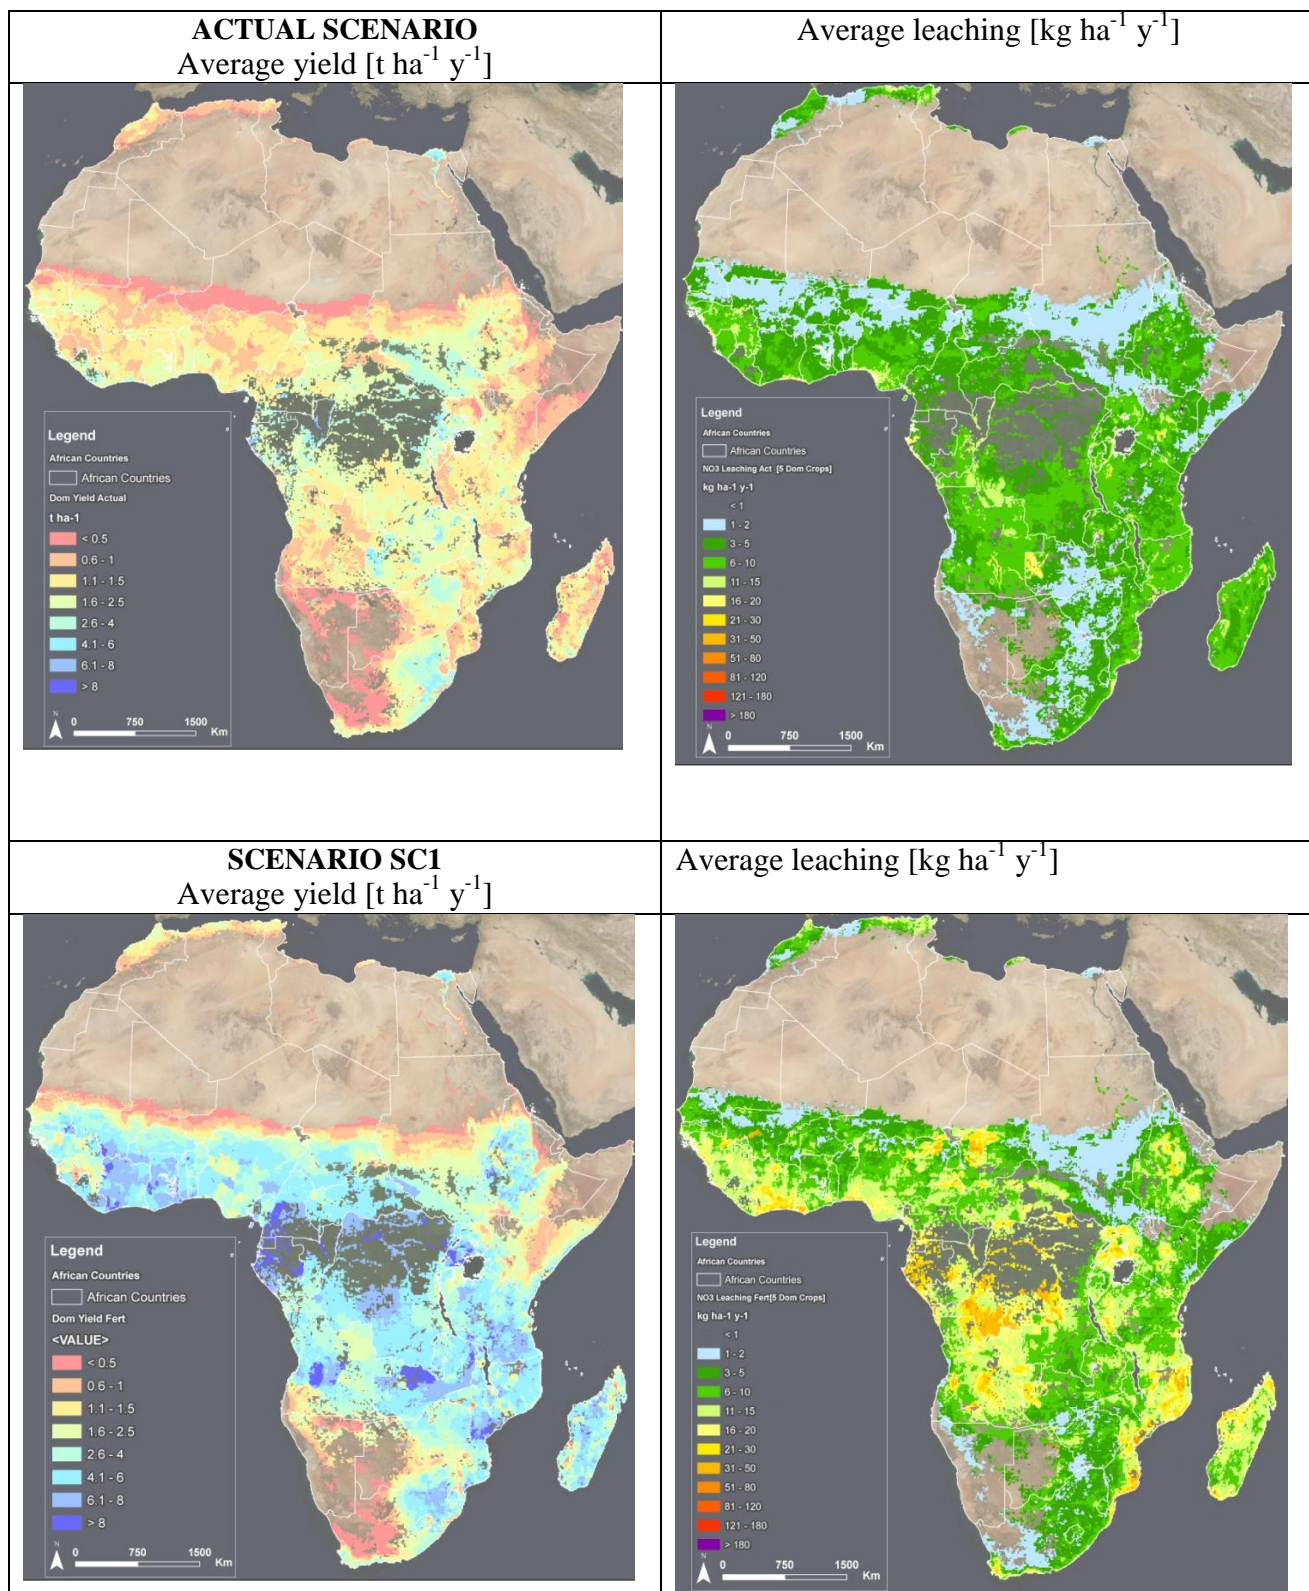 ACTUAL SCENARIO
Average yield [t ha-1 y-1]
Average leaching [kg ha-1 y-1]
Legend
African Countries
African Countries
Dom Yield Actual
t ha-1
< 0.5
0.6 - 1
1.1 - 1.5
1.6 - 2.5
2.6 - 4
4.1 - 6
6.1 - 8
> 8
N
0 750 1500
Km
Legend
African Countries
African Countries
NO3 Leaching Act [5 Dom Crops]
kg ha-1 y-1
< 1
1 - 2
3 - 5
6 - 10
11 - 15
16 - 20
21 - 30
31 - 50
51 - 80
81 - 120
121 - 180
> 180
N
0 750 1500
Km
SCENARIO SC1
Average yield [t ha-1 y-1]
Average leaching [kg ha-1 y-1]
Legend
African Countries
African Countries
Dom Yield Fert
<VALUE>
< 0.5
0.6 - 1
1.1 - 1.5
1.6 - 2.5
2.6 - 4
4.1 - 6
6.1 - 8
> 8
N
0 750 1500
Km
Legend
African Countries
African Countries
NO3 Leaching Fert[5 Dom Crops]
kg ha-1 y-1
< 1
1 - 2
3 - 5
6 - 10
11 - 15
16 - 20
21 - 30
31 - 50
51 - 80
81 - 120
121 - 180
> 180
N
0 750 1500
Km